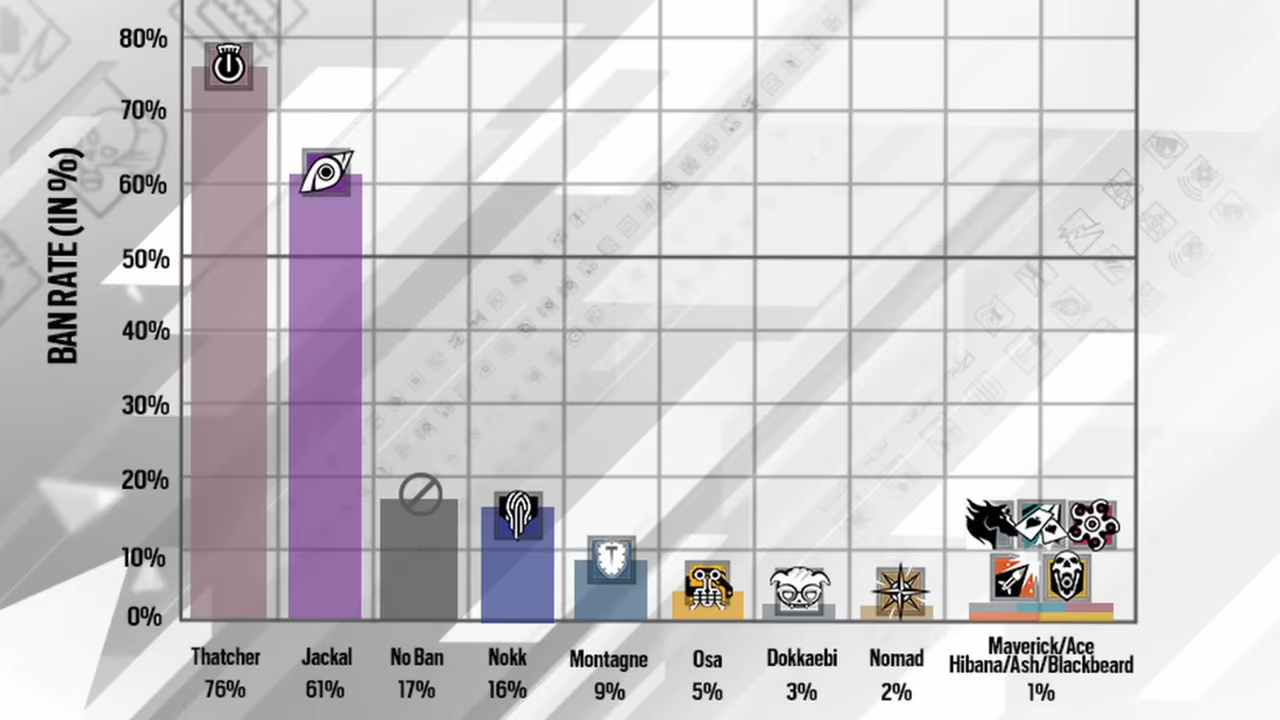 80%
70%
60%
50%
40%
30%
20%
10%
0%
BAN RATE (IN %)
Thatcher
76%
Jackal
61%
No Ban
17%
Nokk
16%
Montagne
9%
Osa
5%
Dokkaebi
3%
Nomad
2%
Maverick/Ace
Hibana/Ash/Blackbeard
1%